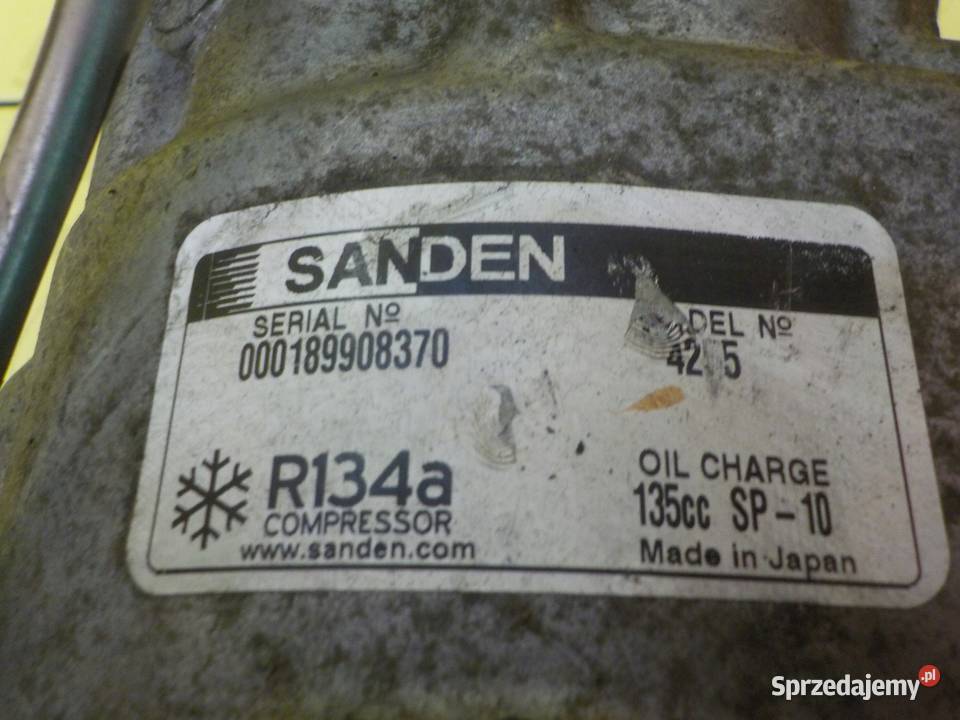 SANDEN
SERIAL Nº
000189908370
Nº
R134a
COMPRESSOR
www.sanden.com
OIL CHARGE
135cc SP-10
Made in Japan
Sprzedajemy.pl